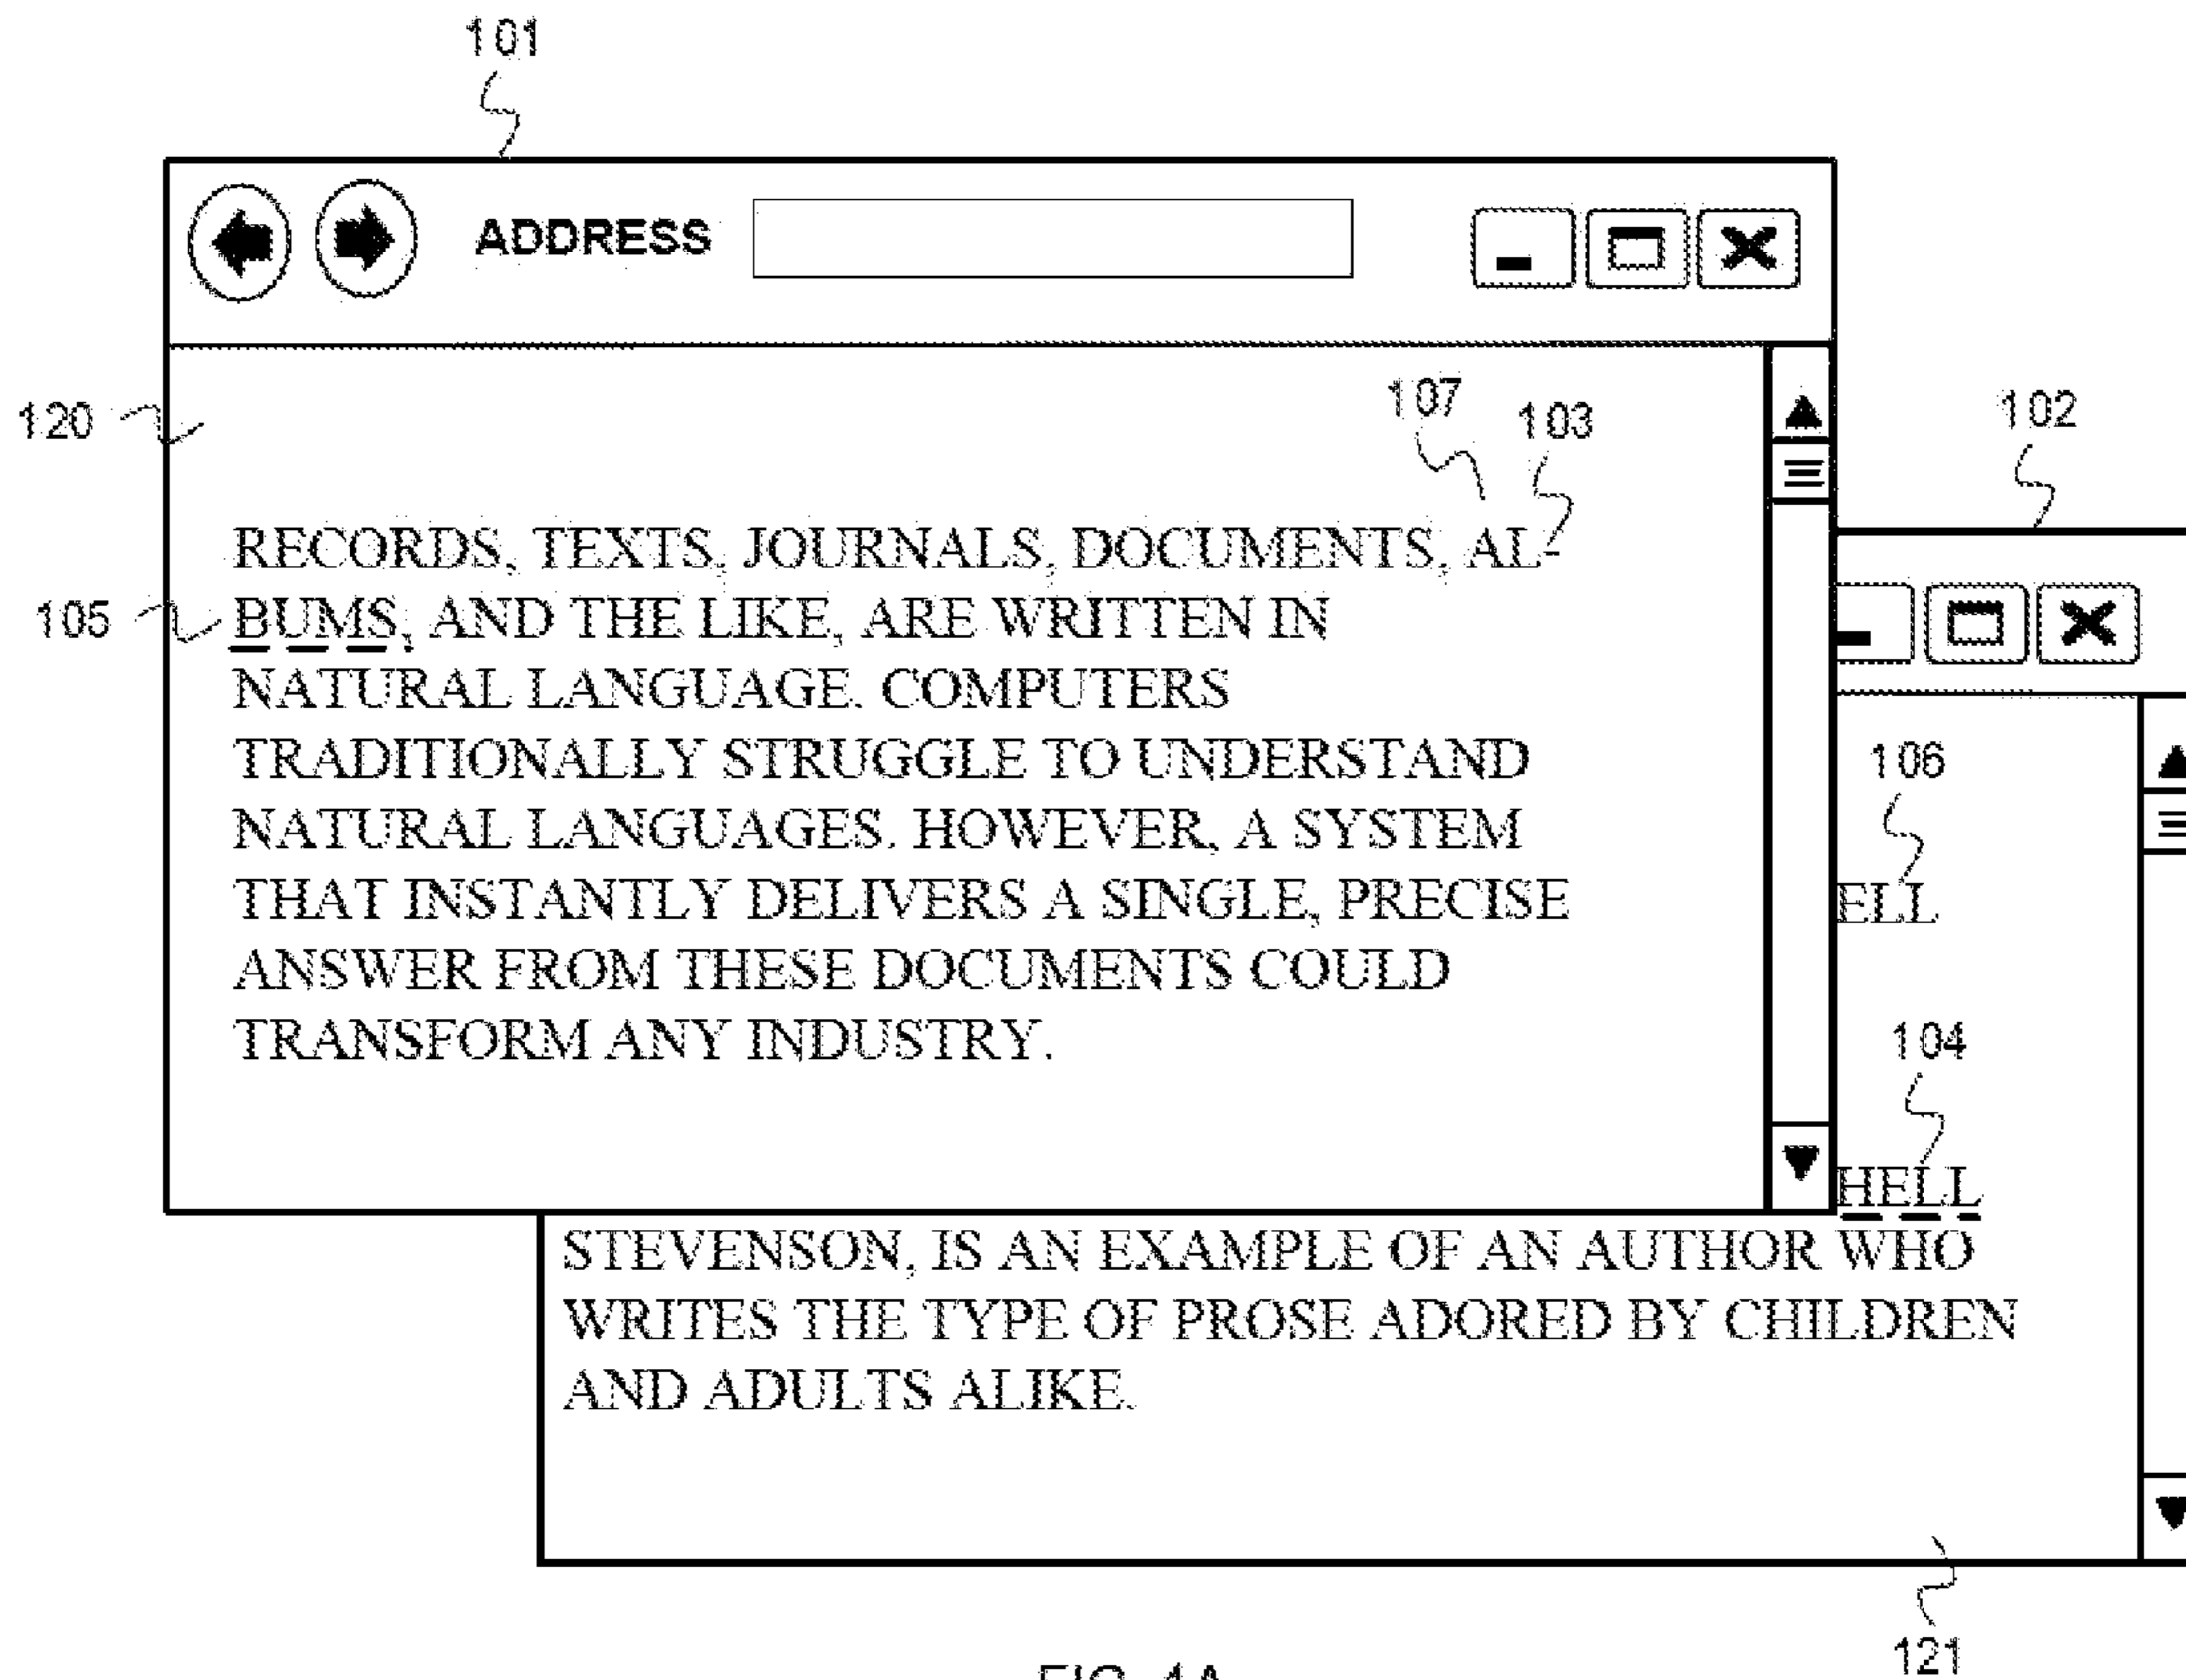 101
ADDRESS
107
103
120
102
RECORDS, TEXTS, JOURNALS, DOCUMENTS, AL-
105
BUMS, AND THE LIKE, ARE WRITTEN IN
NATURAL LANGUAGE. COMPUTERS
TRADITIONALLY STRUGGLE TO UNDERSTAND
NATURAL LANGUAGES. HOWEVER, A SYSTEM
THAT INSTANTLY DELIVERS A SINGLE, PRECISE
ANSWER FROM THESE DOCUMENTS COULD
TRANSFORM ANY INDUSTRY.
106
ELL
104
HELL
STEVENSON, IS AN EXAMPLE OF AN AUTHOR WHO
WRITES THE TYPE OF PROSE ADORED BY CHILDREN
AND ADULTS ALIKE.
121